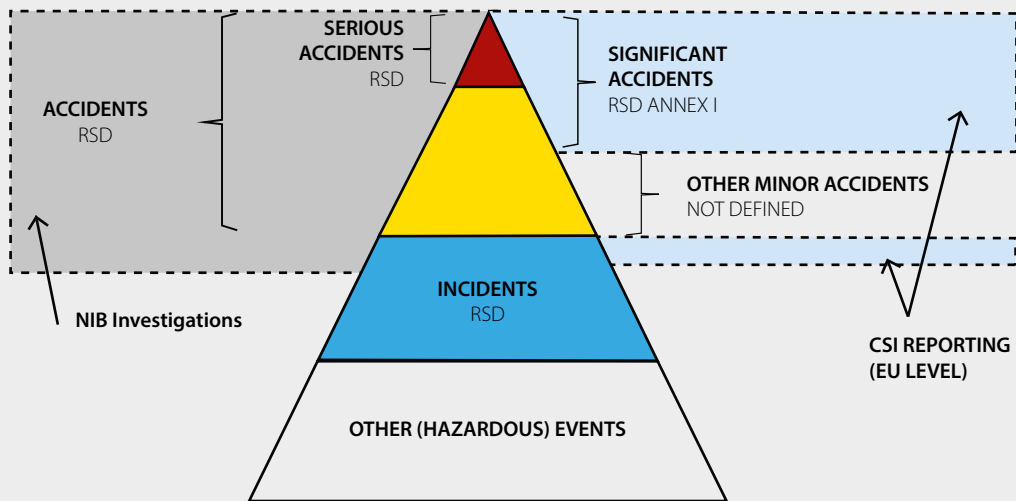 SERIOUS
ACCIDENTS
RSD
ACCIDENTS
RSD
SIGNIFICANT
ACCIDENTS
RSD ANNEX I
OTHER MINOR ACCIDENTS
NOT DEFINED
INCIDENTS
RSD
NIB Investigations
CSI REPORTING
(EU LEVEL)
OTHER (HAZARDOUS) EVENTS